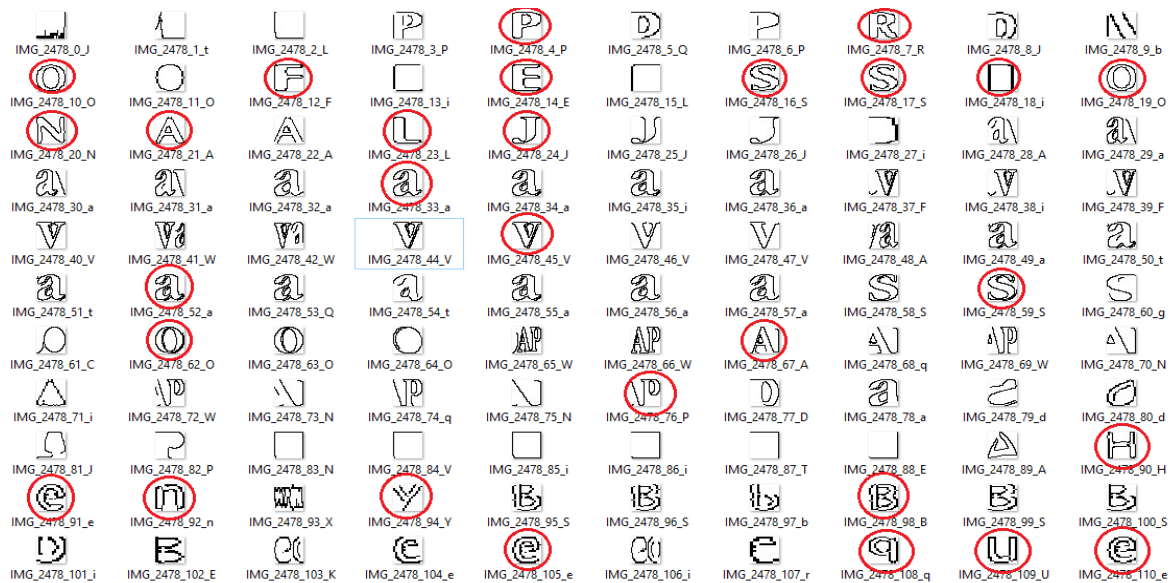 IMG_2478_0_J IMG_2478_1_t IMG_2478_2_L IMG_2478_3_P IMG_2478_4_P IMG_2478_5_Q IMG_2478_6_P IMG_2478_7_R IMG_2478_8_J IMG_2478_9_b
IMG_2478_10_O IMG_2478_11_O IMG_2478_12_F IMG_2478_13_i IMG_2478_14_E IMG_2478_15_L IMG_2478_16_S IMG_2478_17_S IMG_2478_18_i IMG_2478_19_O
IMG_2478_20_N IMG_2478_21_A IMG_2478_22_A IMG_2478_23_L IMG_2478_24_J IMG_2478_25_J IMG_2478_26_J IMG_2478_27_i IMG_2478_28_A IMG_2478_29_a
IMG_2478_30_a IMG_2478_31_a IMG_2478_32_a IMG_2478_33_a IMG_2478_34_a IMG_2478_35_i IMG_2478_36_a IMG_2478_37_F IMG_2478_38_i IMG_2478_39_F
IMG_2478_40_V IMG_2478_41_W IMG_2478_42_W IMG_2478_44_V IMG_2478_45_V IMG_2478_46_V IMG_2478_47_V IMG_2478_48_A IMG_2478_49_a IMG_2478_50_t
IMG_2478_51_t IMG_2478_52_a IMG_2478_53_Q IMG_2478_54_t IMG_2478_55_a IMG_2478_56_a IMG_2478_57_a IMG_2478_58_S IMG_2478_59_S IMG_2478_60_g
IMG_2478_61_C IMG_2478_62_O IMG_2478_63_O IMG_2478_64_O IMG_2478_65_W IMG_2478_66_W IMG_2478_67_A IMG_2478_68_q IMG_2478_69_W IMG_2478_70_N
IMG_2478_71_i IMG_2478_72_W IMG_2478_73_N IMG_2478_74_q IMG_2478_75_N IMG_2478_76_P IMG_2478_77_D IMG_2478_78_a IMG_2478_79_d IMG_2478_80_d
IMG_2478_81_J IMG_2478_82_P IMG_2478_83_N IMG_2478_84_V IMG_2478_85_i IMG_2478_86_i IMG_2478_87_T IMG_2478_88_E IMG_2478_89_A IMG_2478_90_H
IMG_2478_91_e IMG_2478_92_n IMG_2478_93_X IMG_2478_94_Y IMG_2478_95_S IMG_2478_96_S IMG_2478_97_b IMG_2478_98_B IMG_2478_99_S IMG_2478_100_S
IMG_2478_101_i IMG_2478_102_E IMG_2478_103_K IMG_2478_104_e IMG_2478_105_e IMG_2478_106_i IMG_2478_107_r IMG_2478_108_q IMG_2478_109_U IMG_2478_110_e